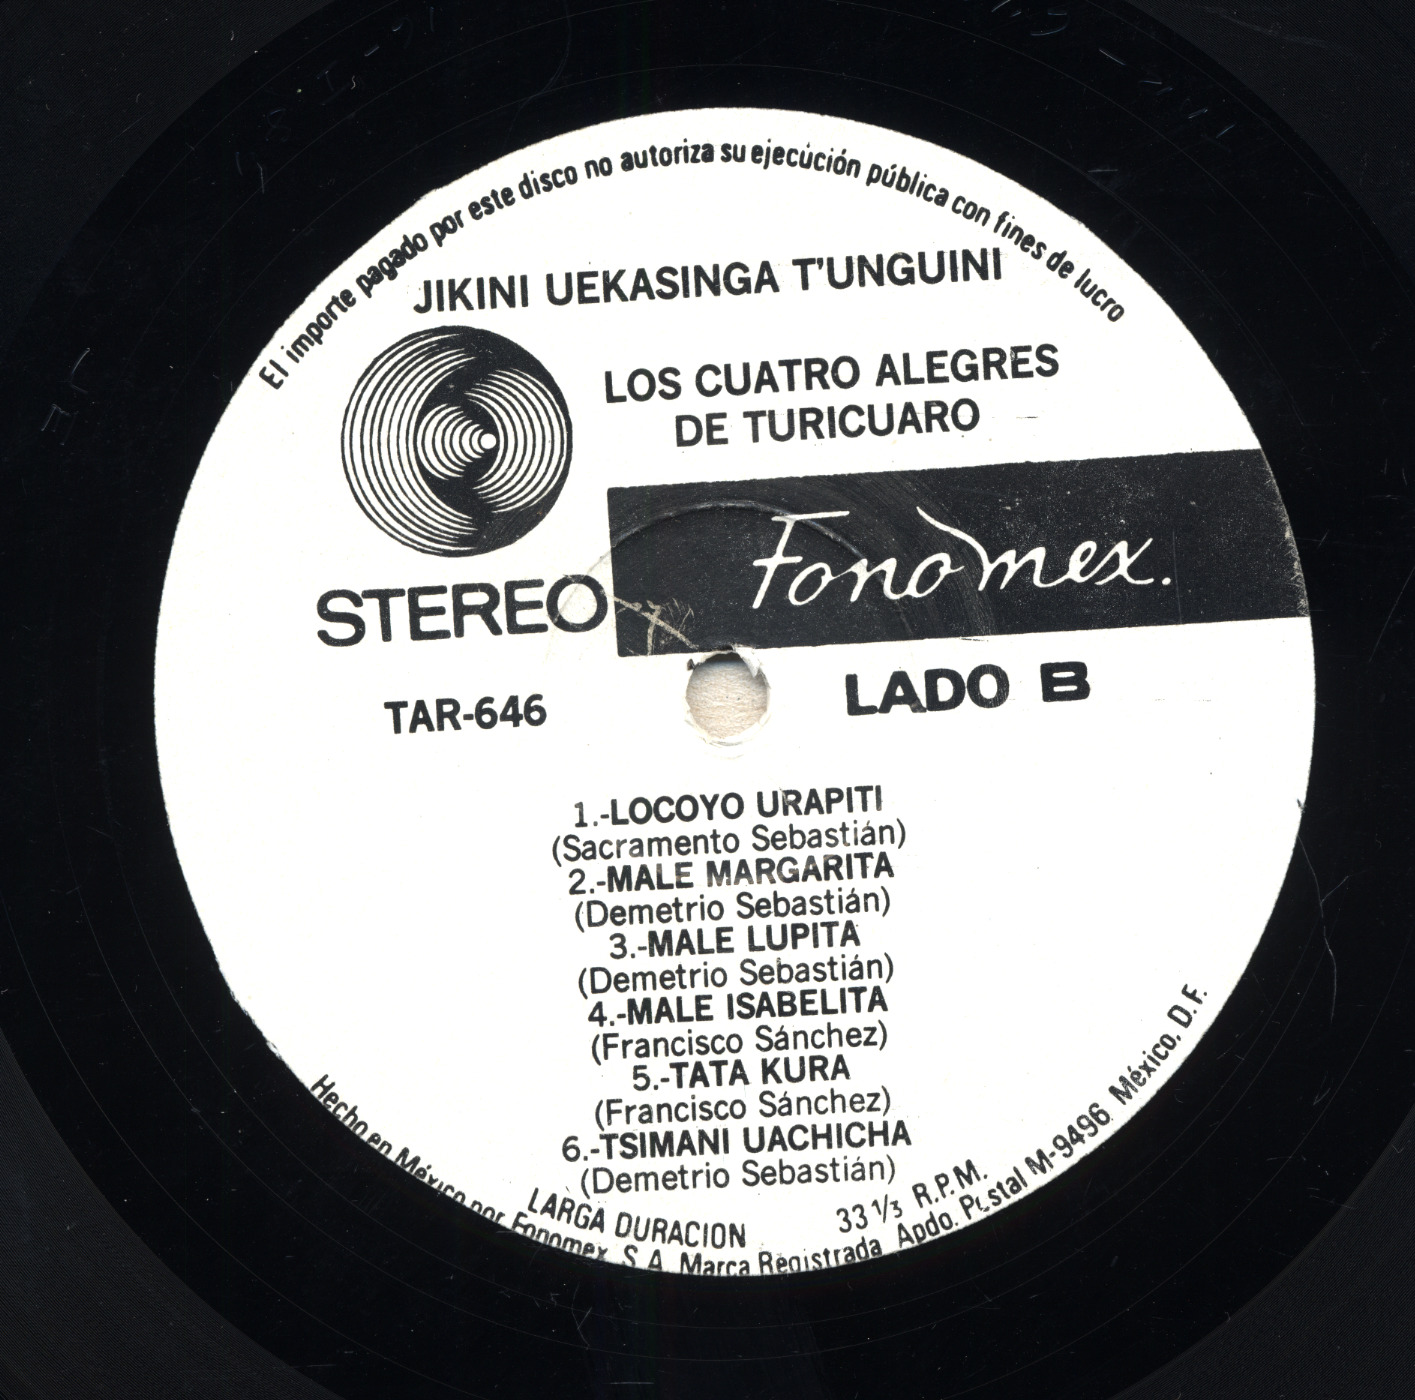 El importe pagado por este disco no autoriza su ejecúción pública con fines de lucro
JIKINI UEKASINGA T'UNGUINI
LOS CUATRO ALEGRES
DE TURICUARO
Fonomex.
STEREO
TAR-646
LADO B
1.-LOCOYO URAPITI
(Sacramento Sebastián)
2.-MALE MARGARITA
(Demetrio Sebastián)
3.-MALE LUPITA
(Demetrio Sebastián)
4.-MALE ISABELITA
(Francisco Sánchez)
5.-TATA KURA
(Francisco Sánchez)
6.-TSIMANI UACHICHA
(Demetrio Sebastián)
LARGA DURACION
33 1/3 R.P.M.
Hecho en México por Fonomex, S.A. Marca Registrada Apdo. Postal M-9496 México, D.F.